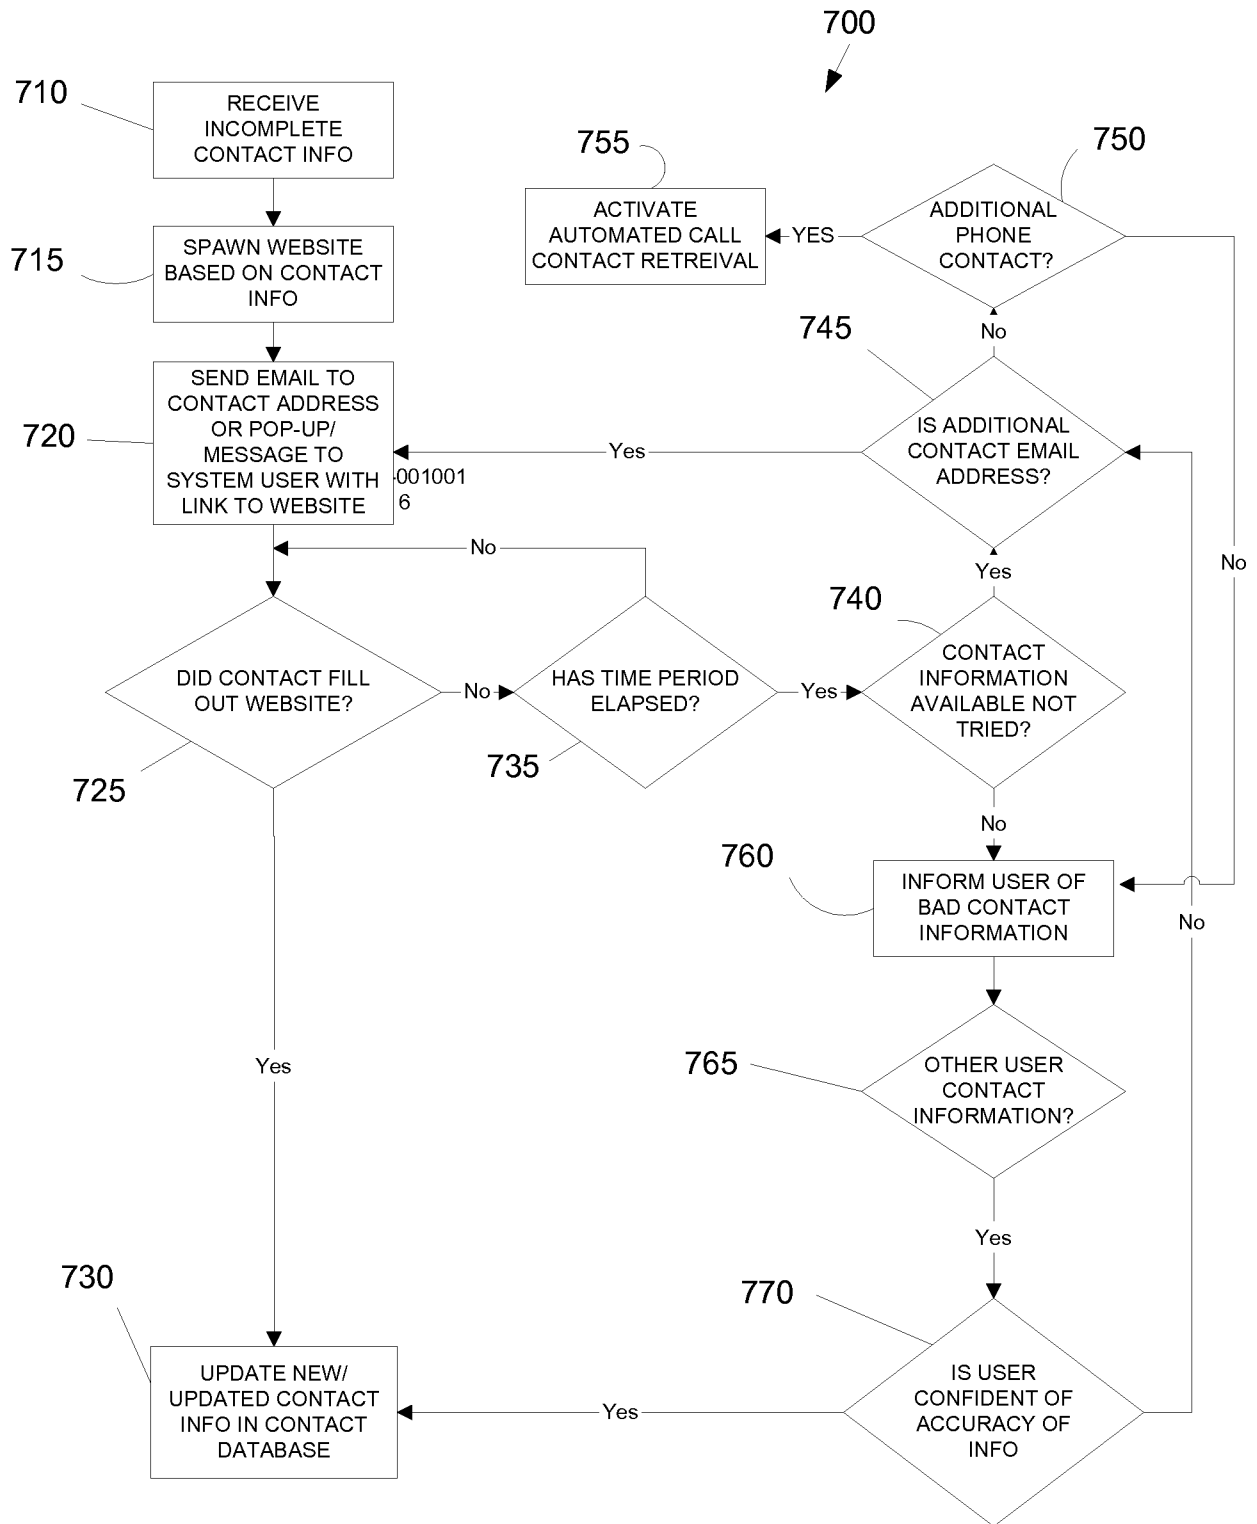 700
710
RECEIVE
INCOMPLETE
CONTACT INFO
755
750
ACTIVATE
AUTOMATED CALL
CONTACT RETREIVAL
YES
ADDITIONAL
PHONE
CONTACT?
715
SPAWN WEBSITE
BASED ON CONTACT
INFO
745
No
720
SEND EMAIL TO
CONTACT ADDRESS
OR POP-UP/
MESSAGE TO
SYSTEM USER WITH
LINK TO WEBSITE
-001001
6
Yes
IS ADDITIONAL
CONTACT EMAIL
ADDRESS?
No
No
Yes
740
DID CONTACT FILL
OUT WEBSITE?
No
HAS TIME PERIOD
ELAPSED?
Yes
CONTACT
INFORMATION
AVAILABLE NOT
TRIED?
725
735
No
760
INFORM USER OF
BAD CONTACT
INFORMATION
No
765
OTHER USER
CONTACT
INFORMATION?
Yes
Yes
730
770
UPDATE NEW/
UPDATED CONTACT
INFO IN CONTACT
DATABASE
Yes
IS USER
CONFIDENT OF
ACCURACY OF
INFO